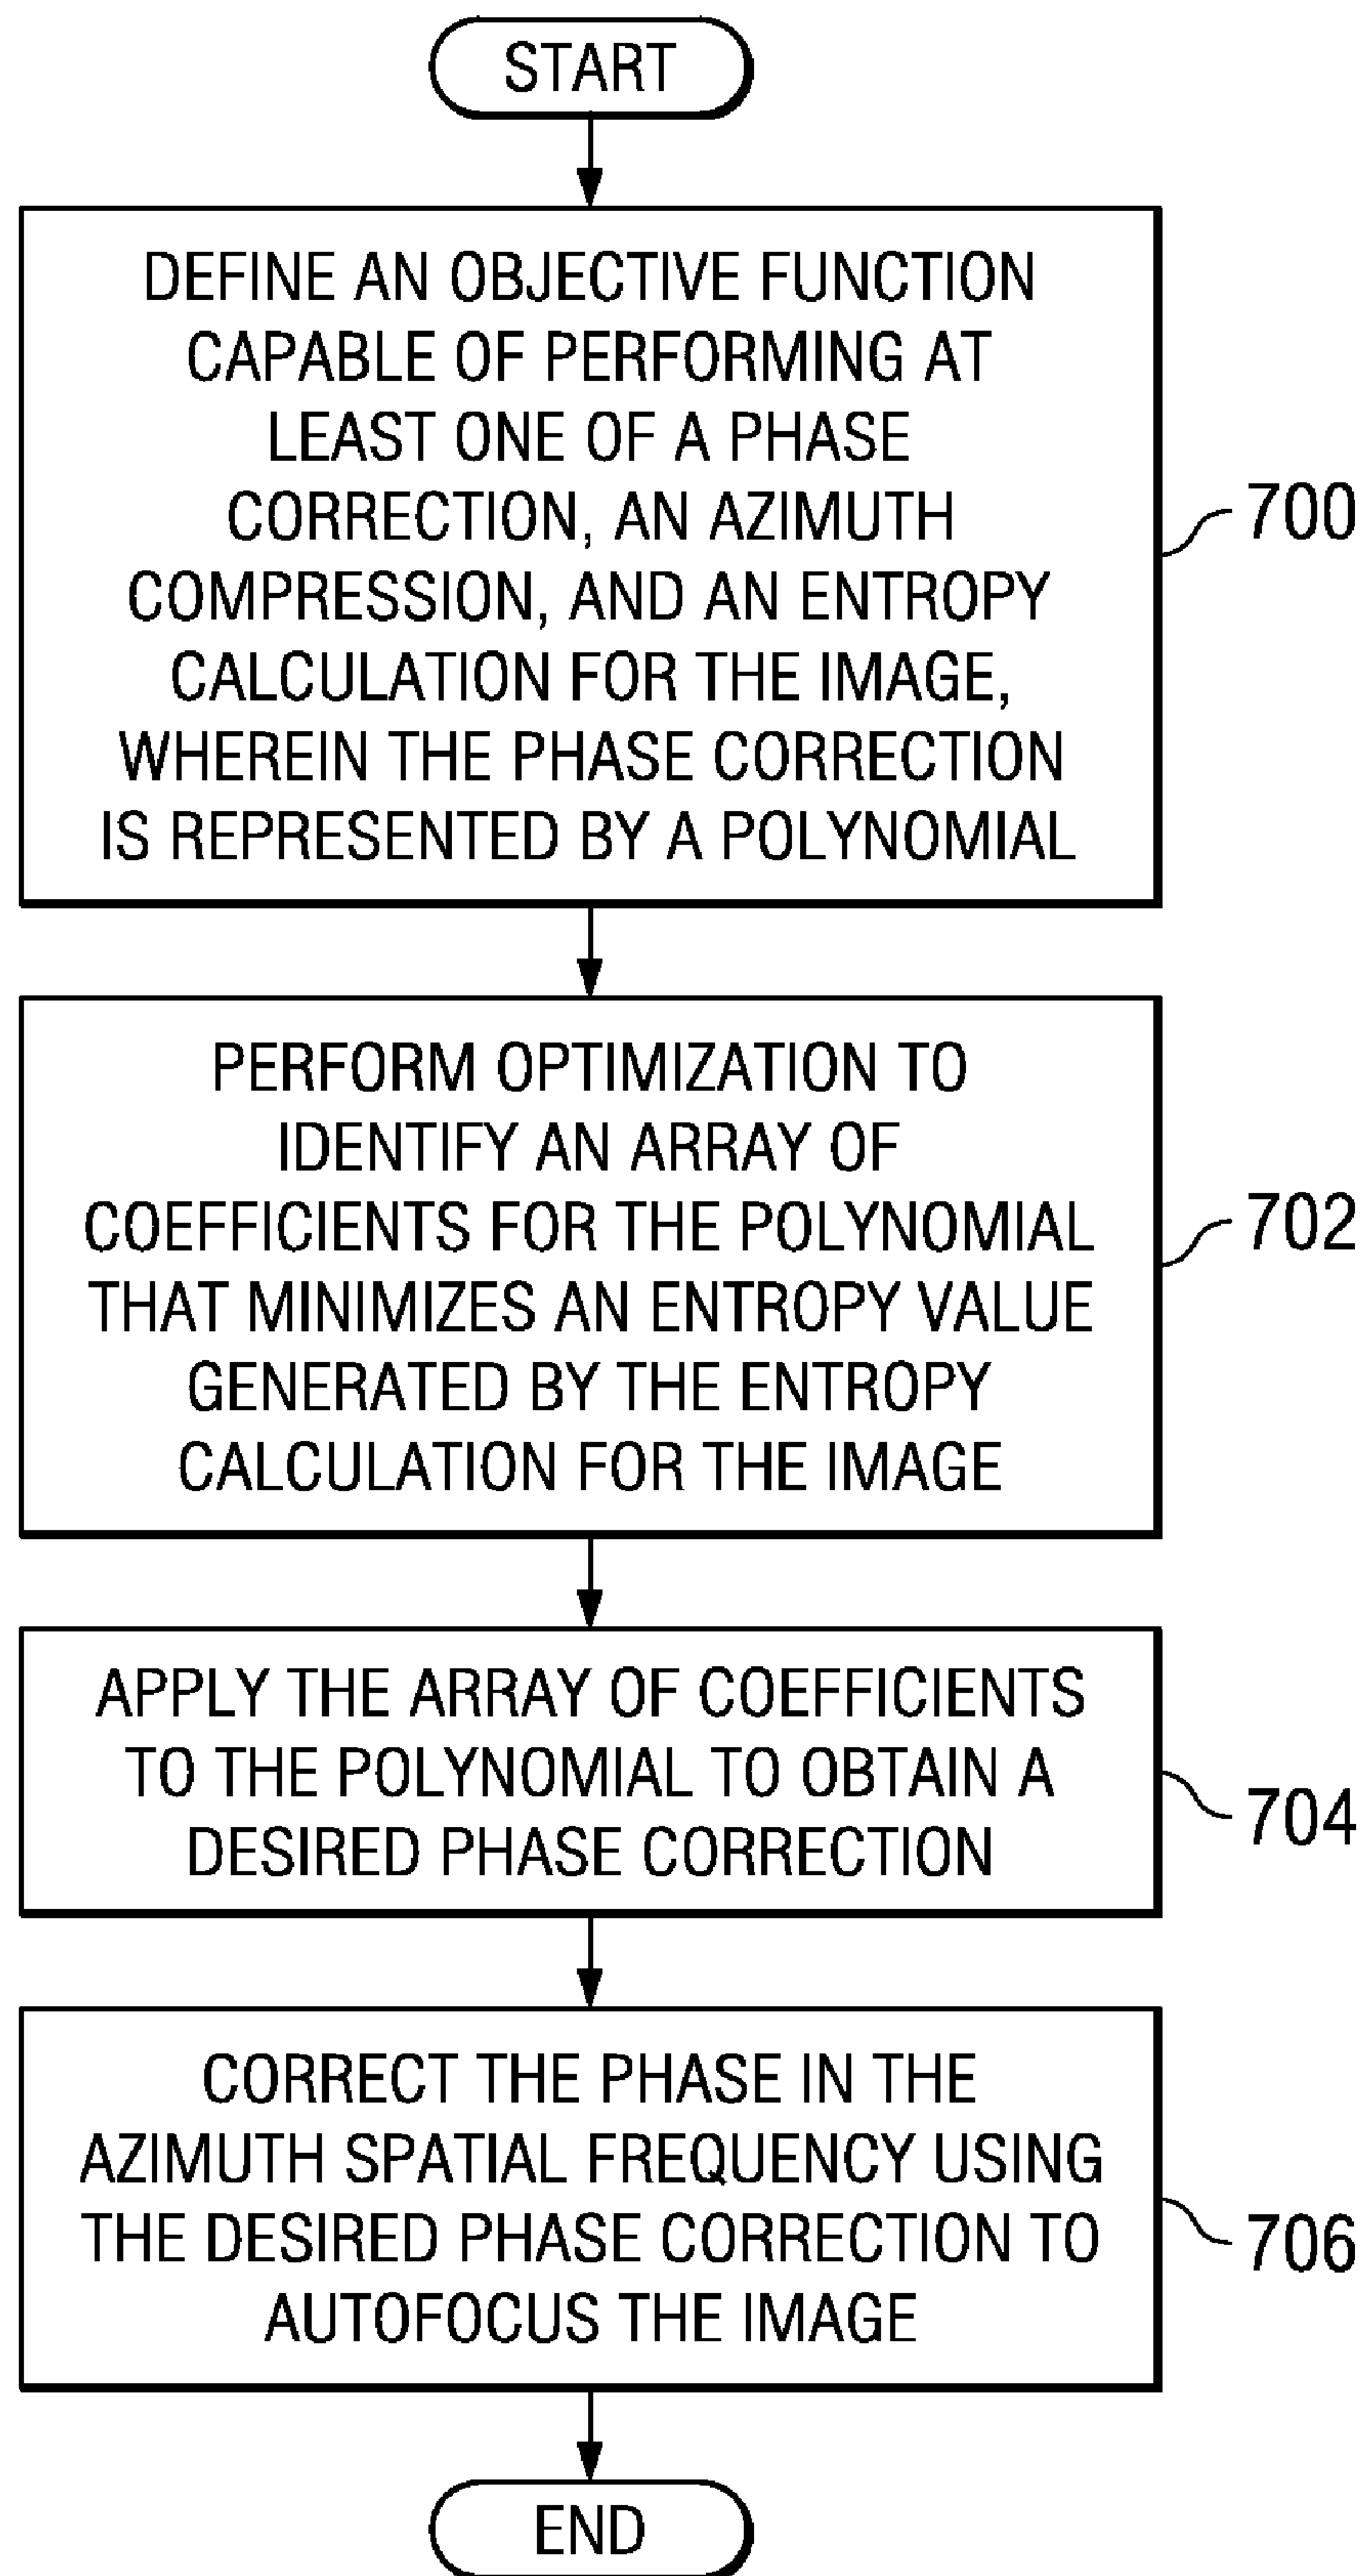 START
DEFINE AN OBJECTIVE FUNCTION
CAPABLE OF PERFORMING AT
LEAST ONE OF A PHASE
CORRECTION, AN AZIMUTH
COMPRESSION, AND AN ENTROPY
CALCULATION FOR THE IMAGE,
WHEREIN THE PHASE CORRECTION
IS REPRESENTED BY A POLYNOMIAL
700
PERFORM OPTIMIZATION TO
IDENTIFY AN ARRAY OF
COEFFICIENTS FOR THE POLYNOMIAL
THAT MINIMIZES AN ENTROPY VALUE
GENERATED BY THE ENTROPY
CALCULATION FOR THE IMAGE
702
APPLY THE ARRAY OF COEFFICIENTS
TO THE POLYNOMIAL TO OBTAIN A
DESIRED PHASE CORRECTION
704
CORRECT THE PHASE IN THE
AZIMUTH SPATIAL FREQUENCY USING
THE DESIRED PHASE CORRECTION TO
AUTOFOCUS THE IMAGE
706
END